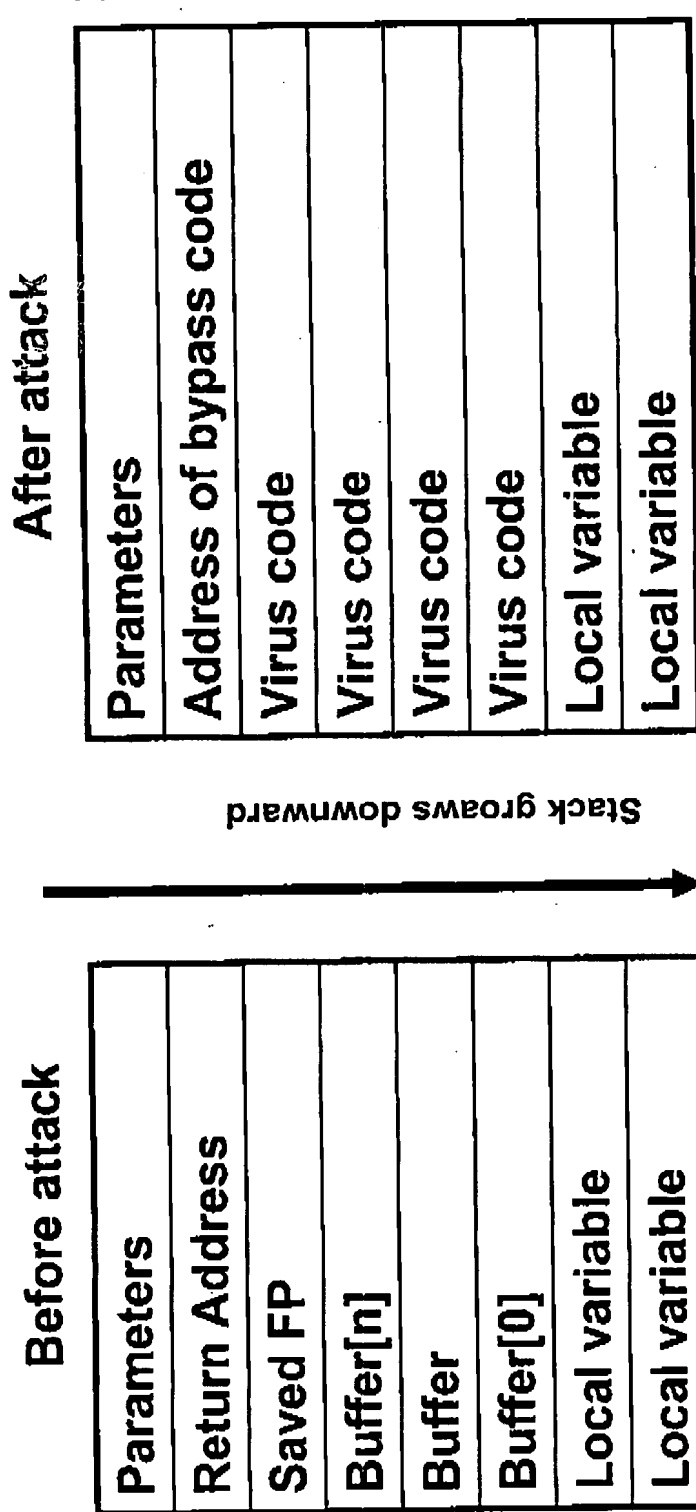 Before attack
Parameters
Return Address
Saved FP
Buffer[n]
Buffer
Buffer[0]
Local variable
Local variable
Stack groaws downward
After attack
Parameters
Address of bypass code
Virus code
Virus code
Virus code
Virus code
Local variable
Local variable